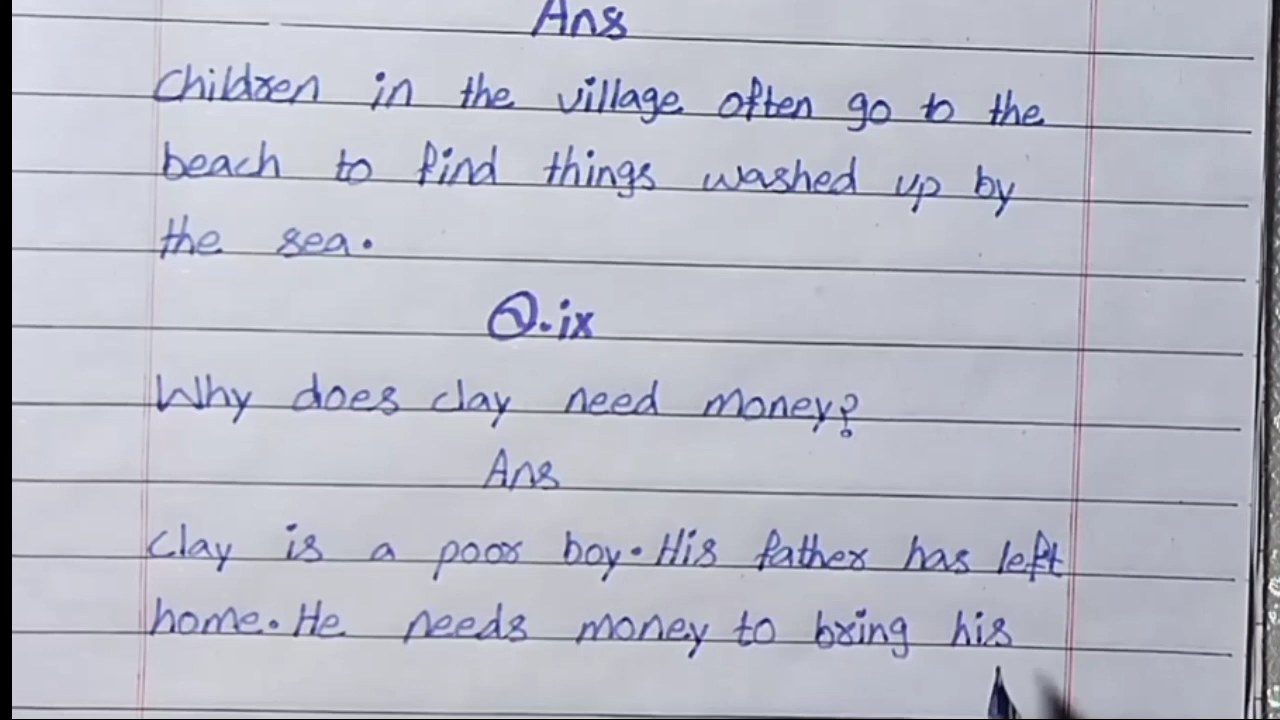 Ans
Children in the village often go to the
beach to find things washed up by
the sea.
Q.ix
Why does clay need money?
Ans
Clay is a poor boy. His father has left
home. He needs money to bring his